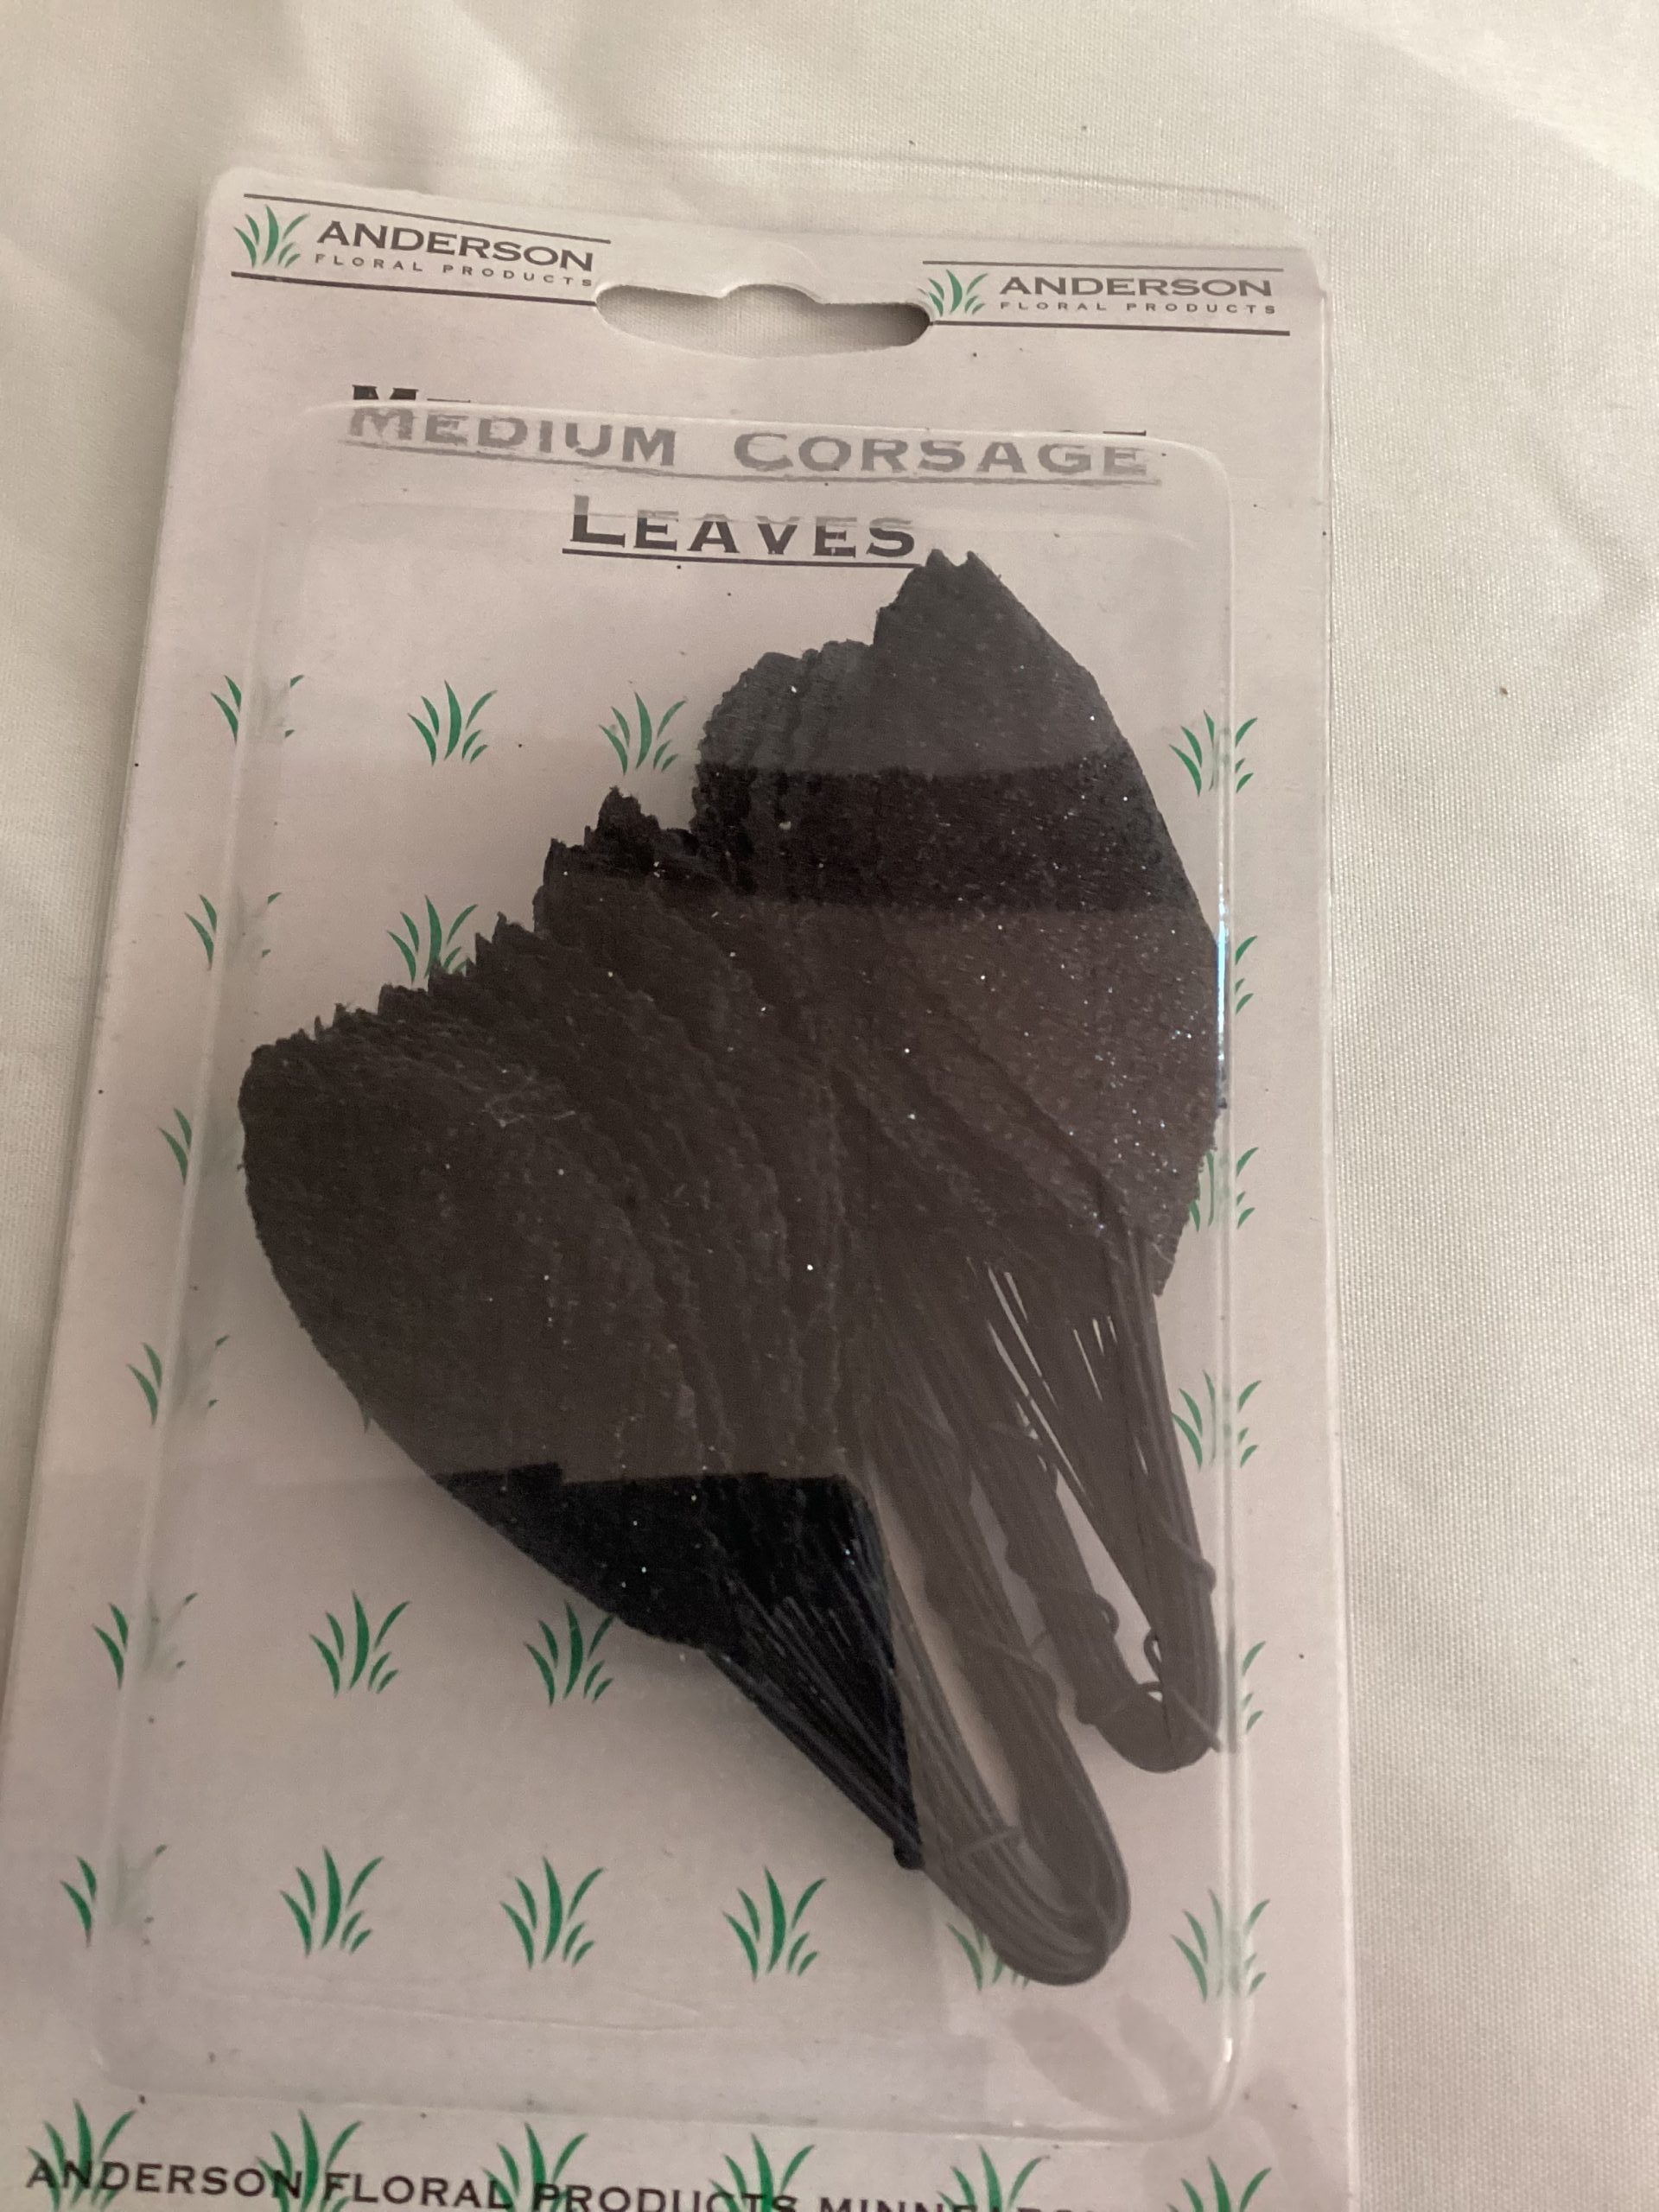 ANDERSON
FLORAL PRODUCTS
ANDERSON
FLORAL PRODUCTS
MEDIUM CORSAGE
LEAVES
ANDERSON FLORAL PRODUCTS